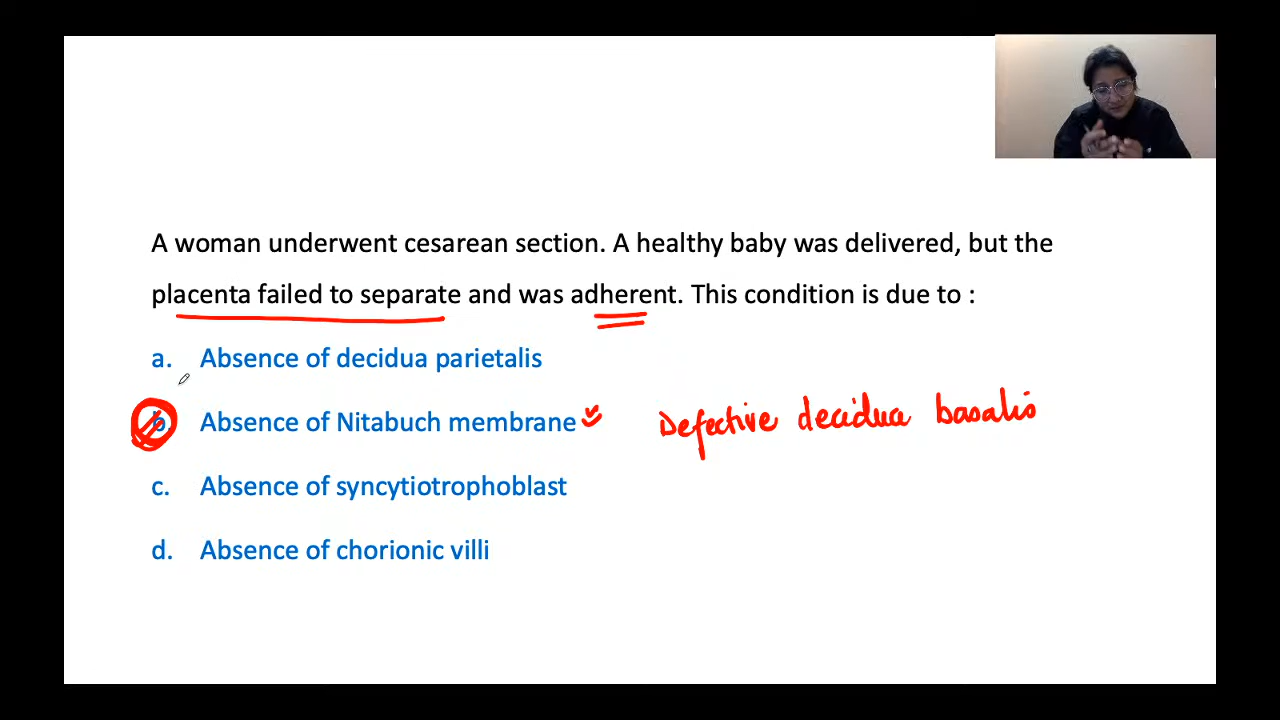 A woman underwent cesarean section. A healthy baby was delivered, but the
placenta failed to separate and was adherent. This condition is due to :
a. Absence of decidua parietalis
b. Absence of Nitabuch membrane Defective decidua basalis
c. Absence of syncytiotrophoblast
d. Absence of chorionic villi